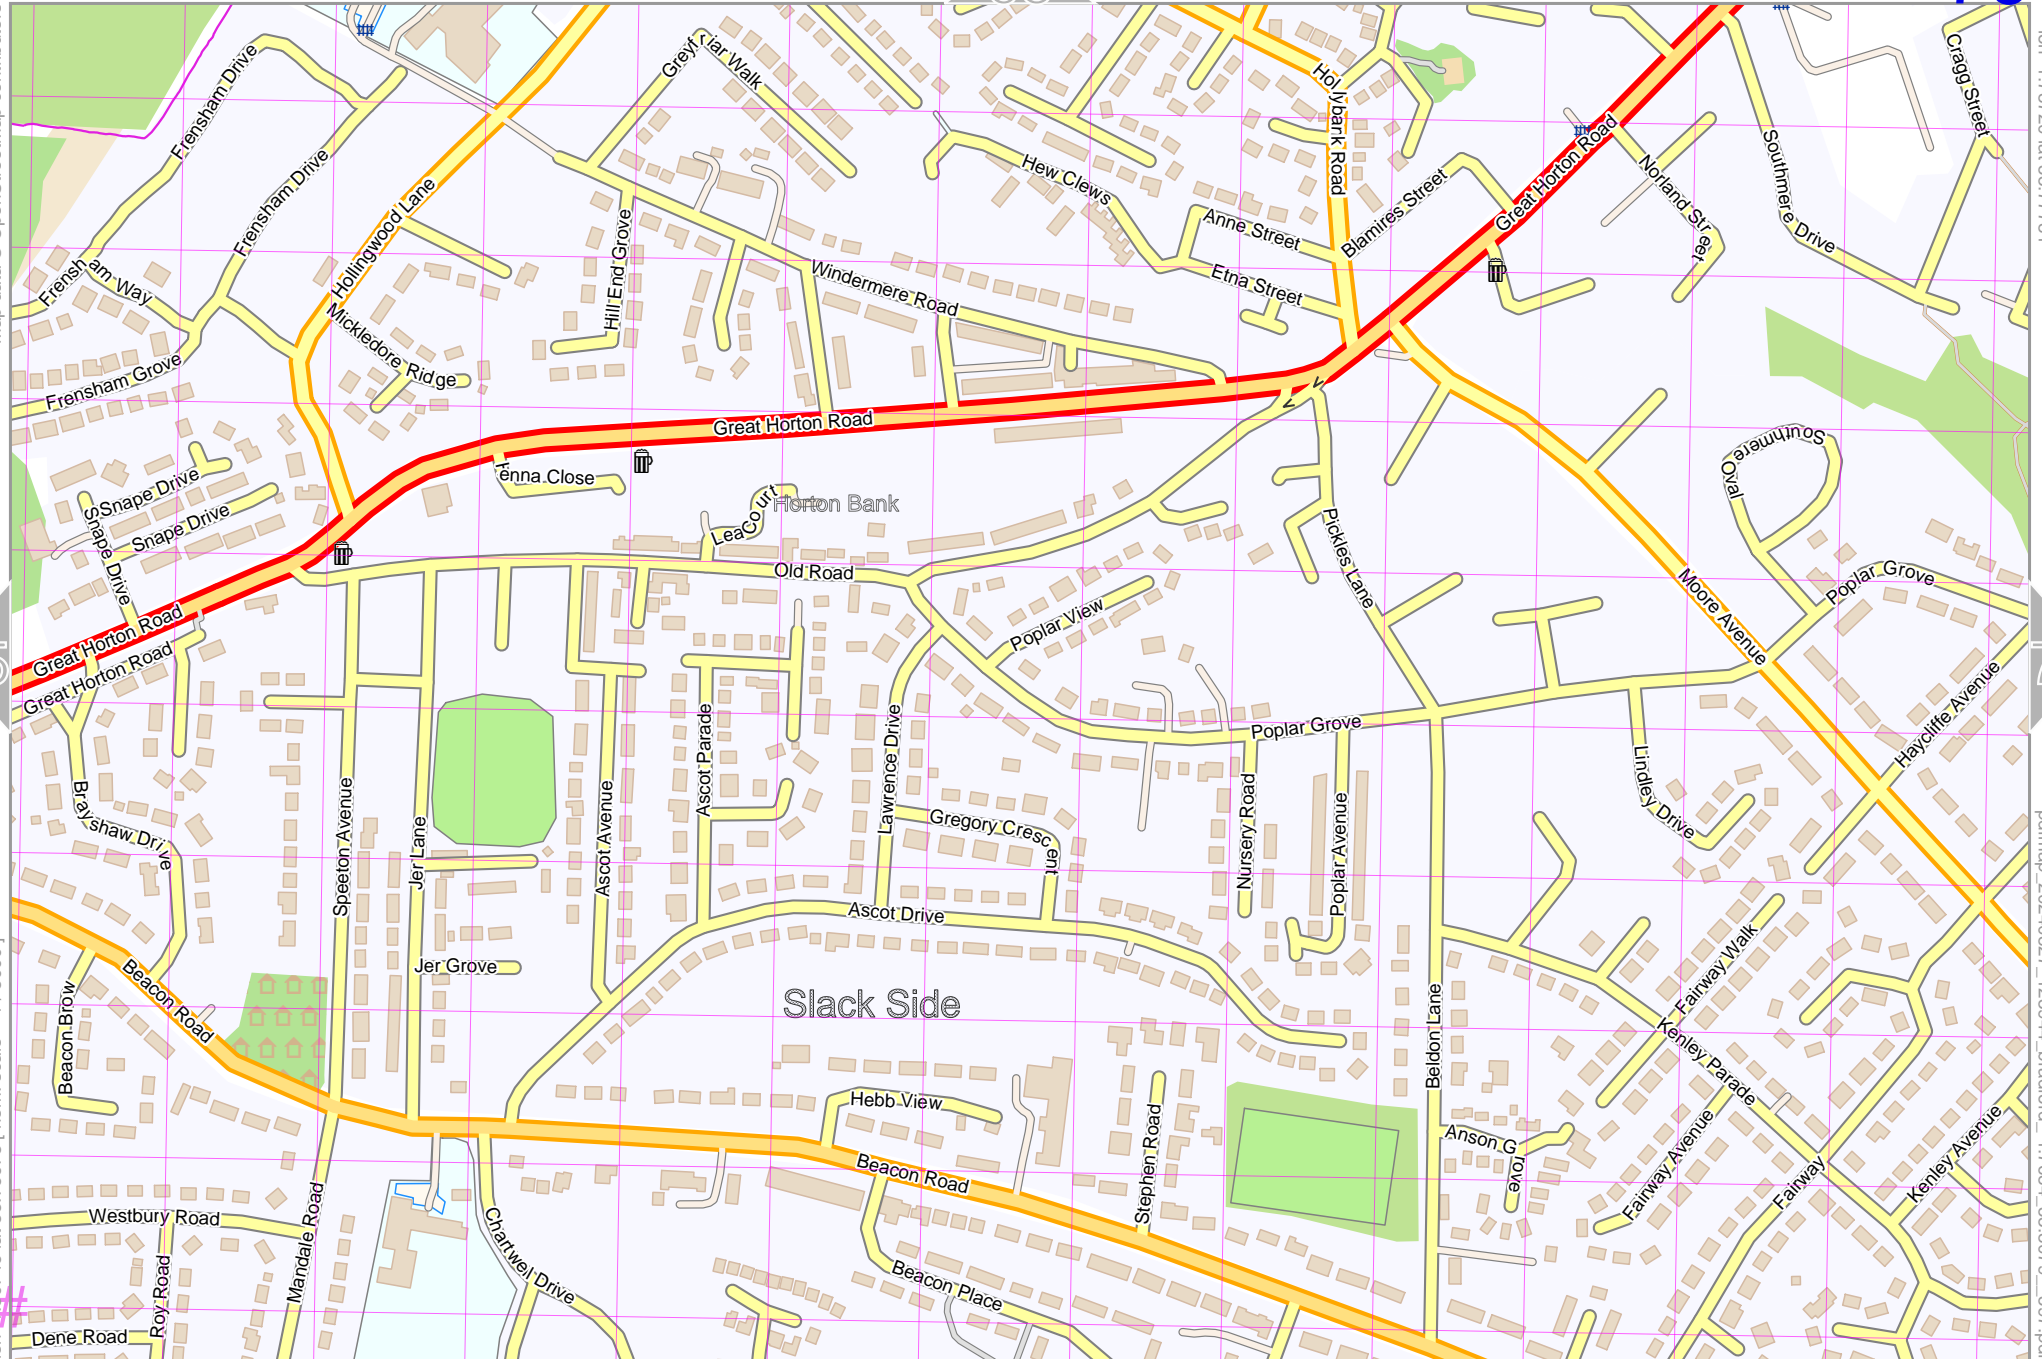 Frensham Drive
Greyfriar Walk
Hollybank Road
Cragg Street
Frensham Drive
Hollingwood Lane
Hew Clews
Great Horton Road
Norland Street
Southmere Drive
Blamires Street
Anne Street
Etna Street
Hill End Grove
Windermere Road
Frensham Way
Mickledore Ridge
Frensham Grove
Great Horton Road
Snape Drive
Snape Drive
Snape Drive
enna Close
Lea Court
Horton Bank
Southmere Oval
Pickles Lane
Old Road
Poplar View
Moore Avenue
Poplar Grove
Great Horton Road
Great Horton Road
Haycliffe Avenue
Poplar Grove
Brayshaw Drive
Speeton Avenue
Jer Lane
Ascot Avenue
Ascot Parade
Lawrence Drive
Gregory Crescent
Nursery Road
Poplar Avenue
Lindley Drive
Ascot Drive
Jer Grove
Beacon Road
Beacon Brow
Slack Side
Beldon Lane
Fairway Walk
Kenley Parade
Hebb View
Stephen Road
Anson Grove
Fairway Avenue
Fairway
Kenley Avenue
Beacon Road
Westbury Road
Mandale Road
Roy Road
Chartwell Drive
Beacon Place
Dene Road
#